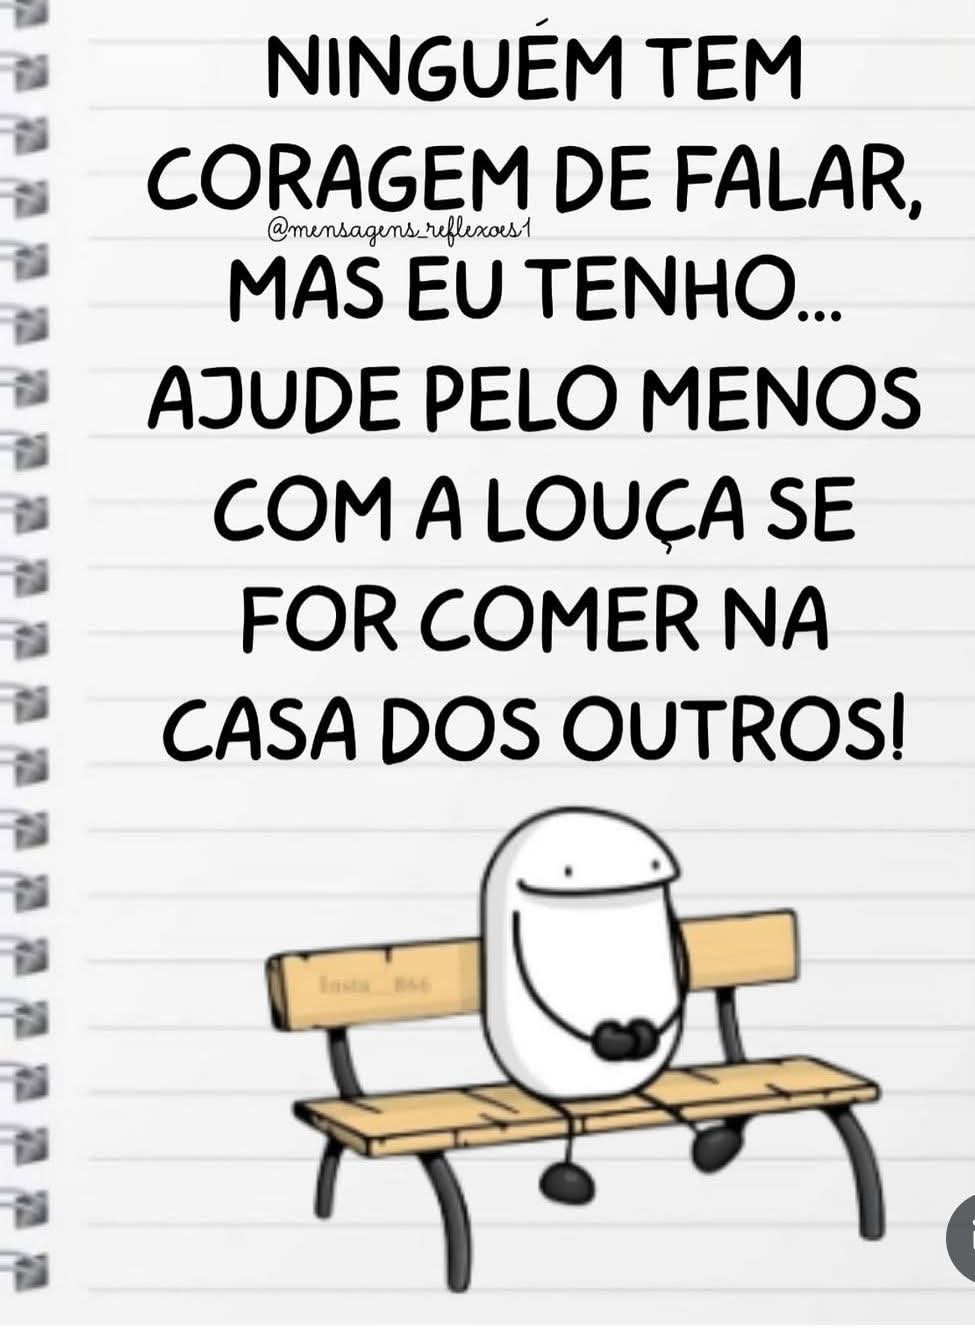 NINGUÉM TEM
CORAGEM DE FALAR,
@mensagens_reflexoes1
MAS EU TENHO...
AJUDE PELO MENOS
COM A LOUÇA SE
FOR COMER NA
CASA DOS OUTROS!